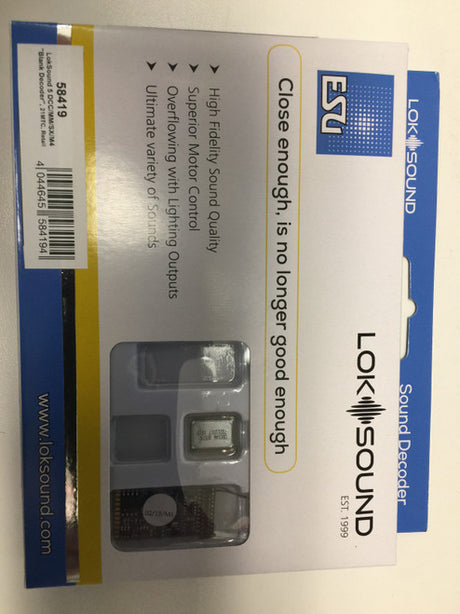 LOKSOUND
Sound Decoder
ESU
LOKSOUND
EST. 1999
Close enough, is no longer good enough
➤ High Fidelity Sound Quality
➤ Superior Motor Control
➤ Overflowing with Lighting Outputs
➤ Ultimate variety of Sounds
58419
LokSound 5 DCC/MM/SX/M4
"Blank Decoder", 21MTC, Retail
4 044645 584194
www.loksound.com